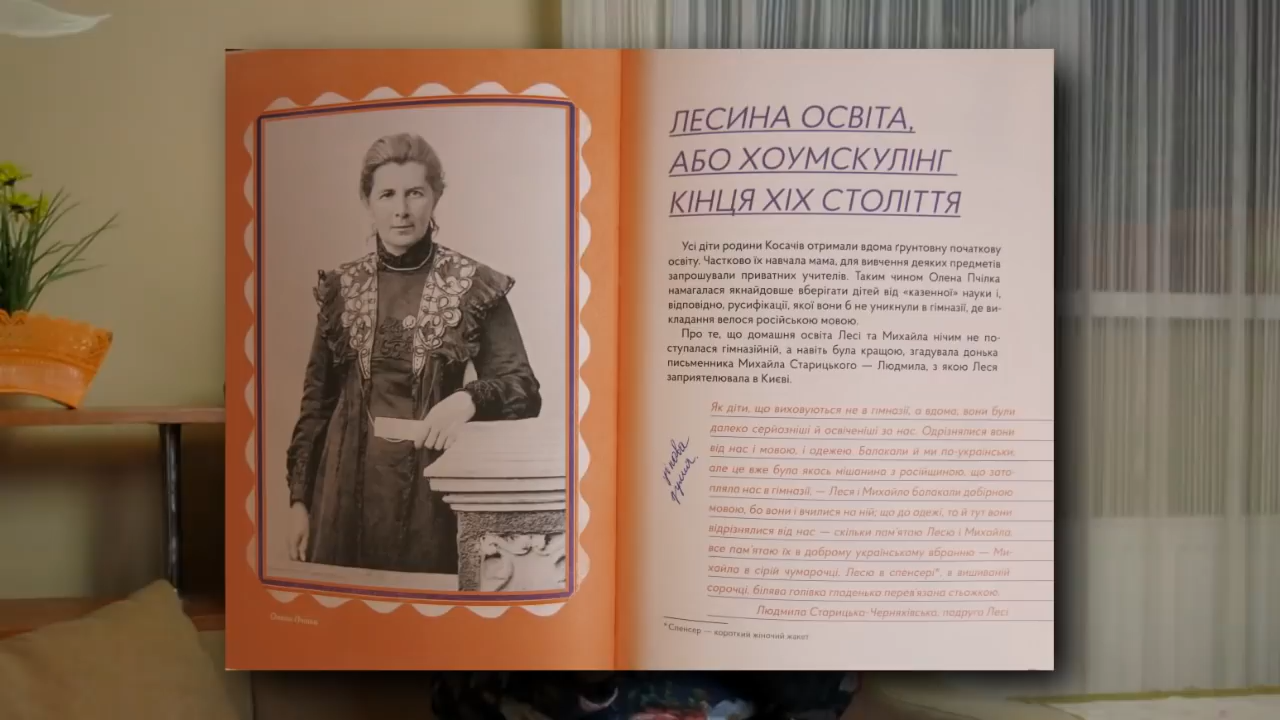 ЛЕСИНА ОСВІТА,
АБО ХОУМСКУЛІНГ
КІНЦЯ XIX СТОЛІТТЯ
Усі діти родини Косачів отримали вдома ґрунтовну початкову
освіту. Частково їх навчала мама, для вивчення деяких предметів
запрошували приватних учителів. Таким чином Олена Пчілка
намагалася якнайдовше вберігати дітей від «казенної» науки і,
відповідно, русифікації, якої вони б не уникнули в гімназії, де ви-
кладання велося російською мовою.
Про те, що домашня освіта Лесі та Михайла нічим не по-
ступалася гімназійній, а навіть була кращою, згадувала донька
письменника Михайла Старицького — Людмила, з якою Леся
заприятелювала в Києві.
Як діти, що виховуються не в гімназії, а вдома, вони були
далеко серйозніші й освіченіші за нас. Одрізнялися вони
від нас і мовою, і одежею. Балакали й ми по-українськи,
але це вже була якась мішанина з російщиною, що зато-
пляла нас в гімназії, — Леся і Михайло балакали добірною
мовою, бо вони і вчилися на ній; що до одежі, то й тут вони
відрізнялися від нас — скільки пам'ятаю Лесю і Михайла,
все пам'ятаю їх в доброму українському вбранню — Ми-
хайла в сірій чумарочці, Лесю в спенсері*, в вишиваній
сорочці, білява голівка гладенько перев'язана стьожкою.
Людмила Старицька-Черняхівська, подруга Лесі
*Спенсер — короткий жіночий жакет
Олена Пчілка